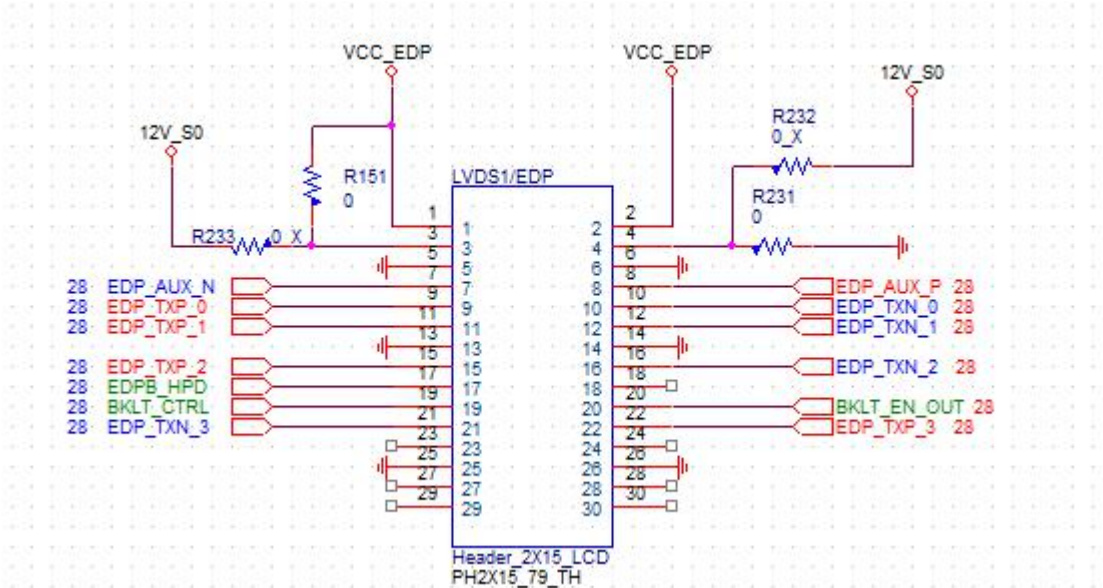 VCC_EDP VCC_EDP
12V_S0
12V_S0
R232
0_X
R151
0
LVDS1/EDP
R231
0
R233 0_X
1 1 2 2
3 3 4 4
5 5 6 6
28 EDP_AUX_N 7 7 8 8 EDP_AUX_P 28
28 EDP_TXP_0 9 9 10 10 EDP_TXN_0 28
28 EDP_TXP_1 11 11 12 12 EDP_TXN_1 28
13 13 14 14
28 EDP_TXP_2 15 15 16 16 EDP_TXN_2 28
28 EDPB_HPD 17 17 18 18
28 BKLT_CTRL 19 19 20 20 BKLT_EN_OUT 28
28 EDP_TXN_3 21 21 22 22 EDP_TXP_3 28
23 23 24 24
25 25 26 26
27 27 28 28
29 29 30 30
Header_2X15_LCD
PH2X15_79_TH